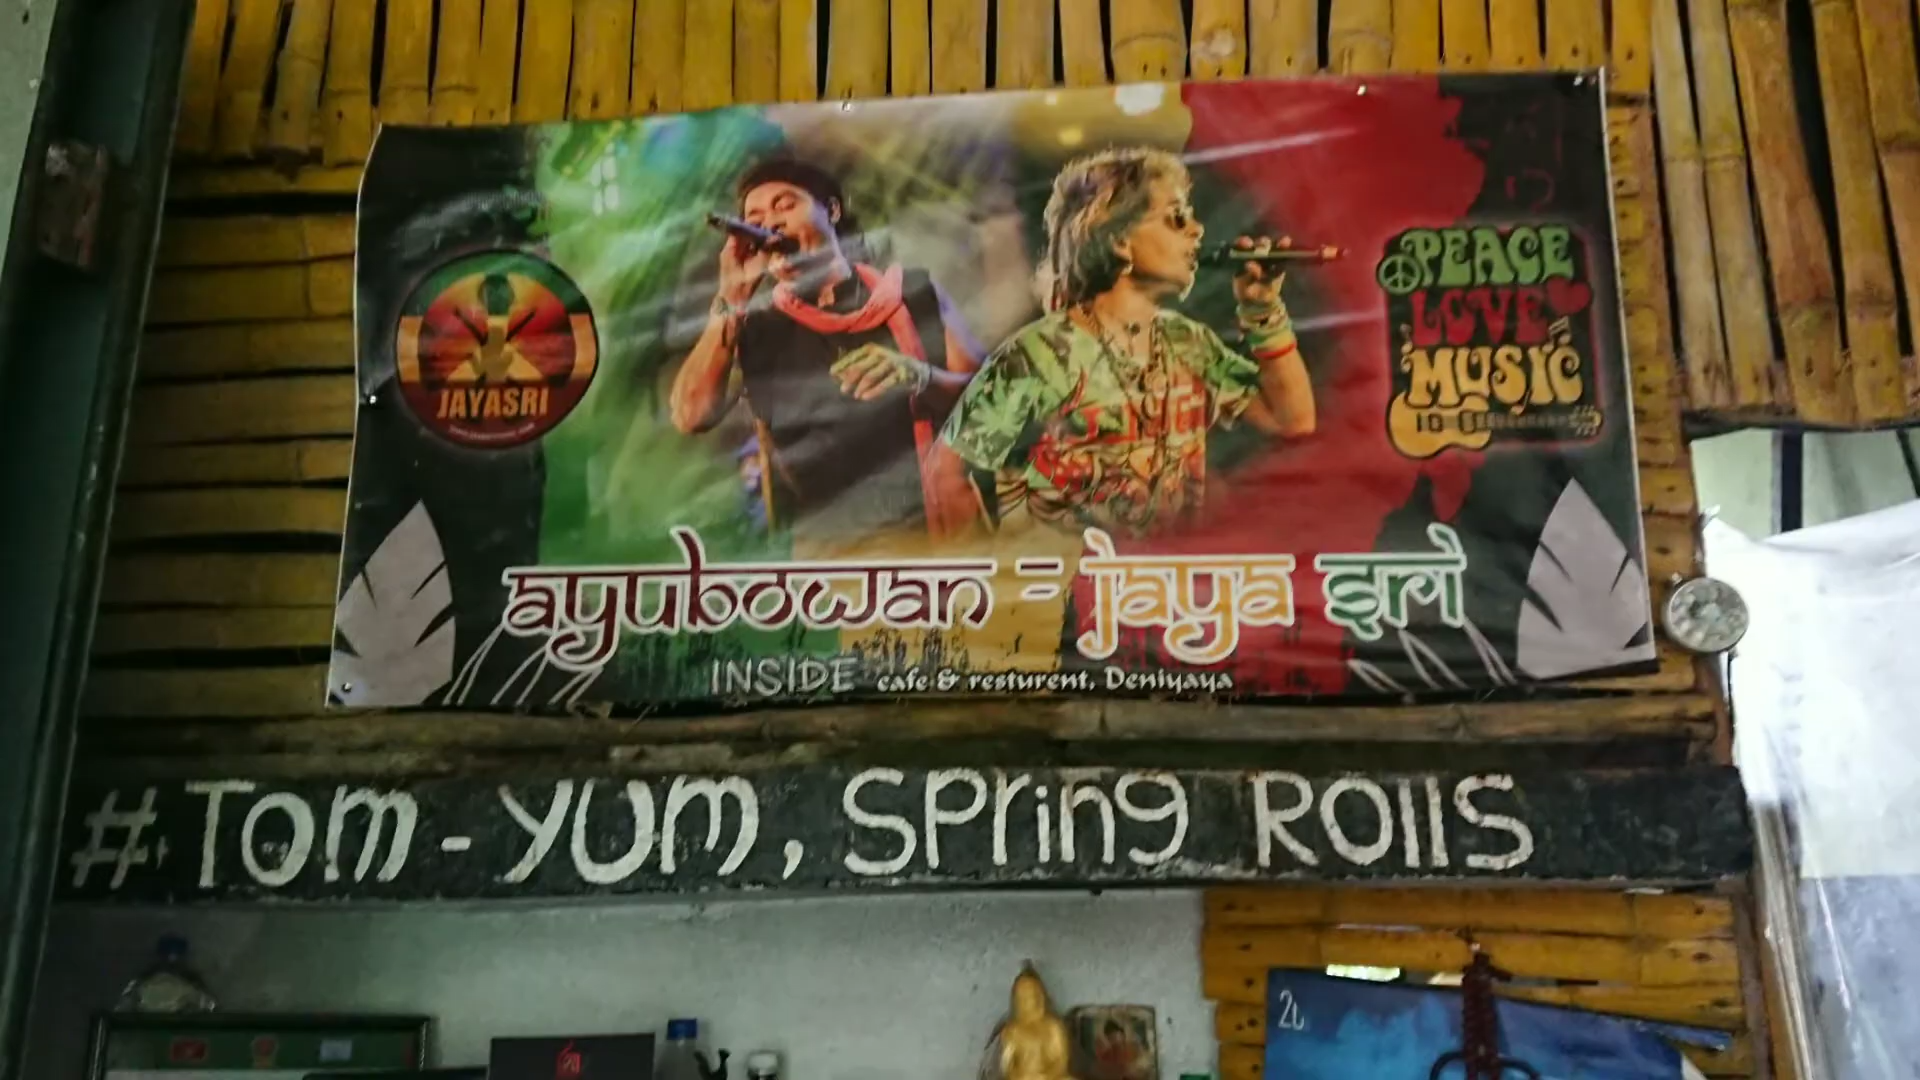 JAYASRI
PEACE
LOVE
MUSIC
ayubowan - jaya sri
INSIDE cafe & resturent, Deniyaya
#TOM-YUM, SPring ROllS